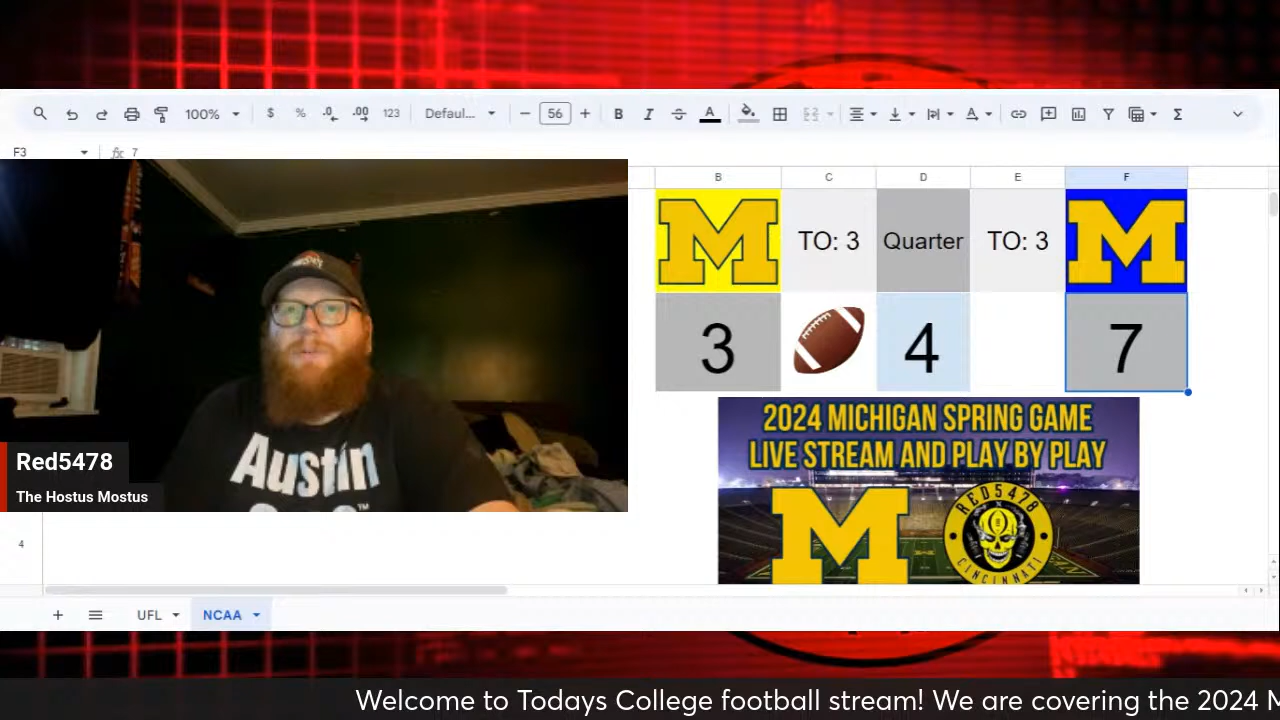 100%
$
%
.0
.00
123
Defaul...
56
B
I
A
Σ
F3
fx 7
B
C
D
E
F
M
TO: 3
Quarter
TO: 3
M
3
4
7
Austin
Red5478
The Hostus Mostus
2024 MICHIGAN SPRING GAME
LIVE STREAM AND PLAY BY PLAY
M
RED5478
CINCINNATI
4
UFL
NCAA
Welcome to Todays College football stream! We are covering the 2024